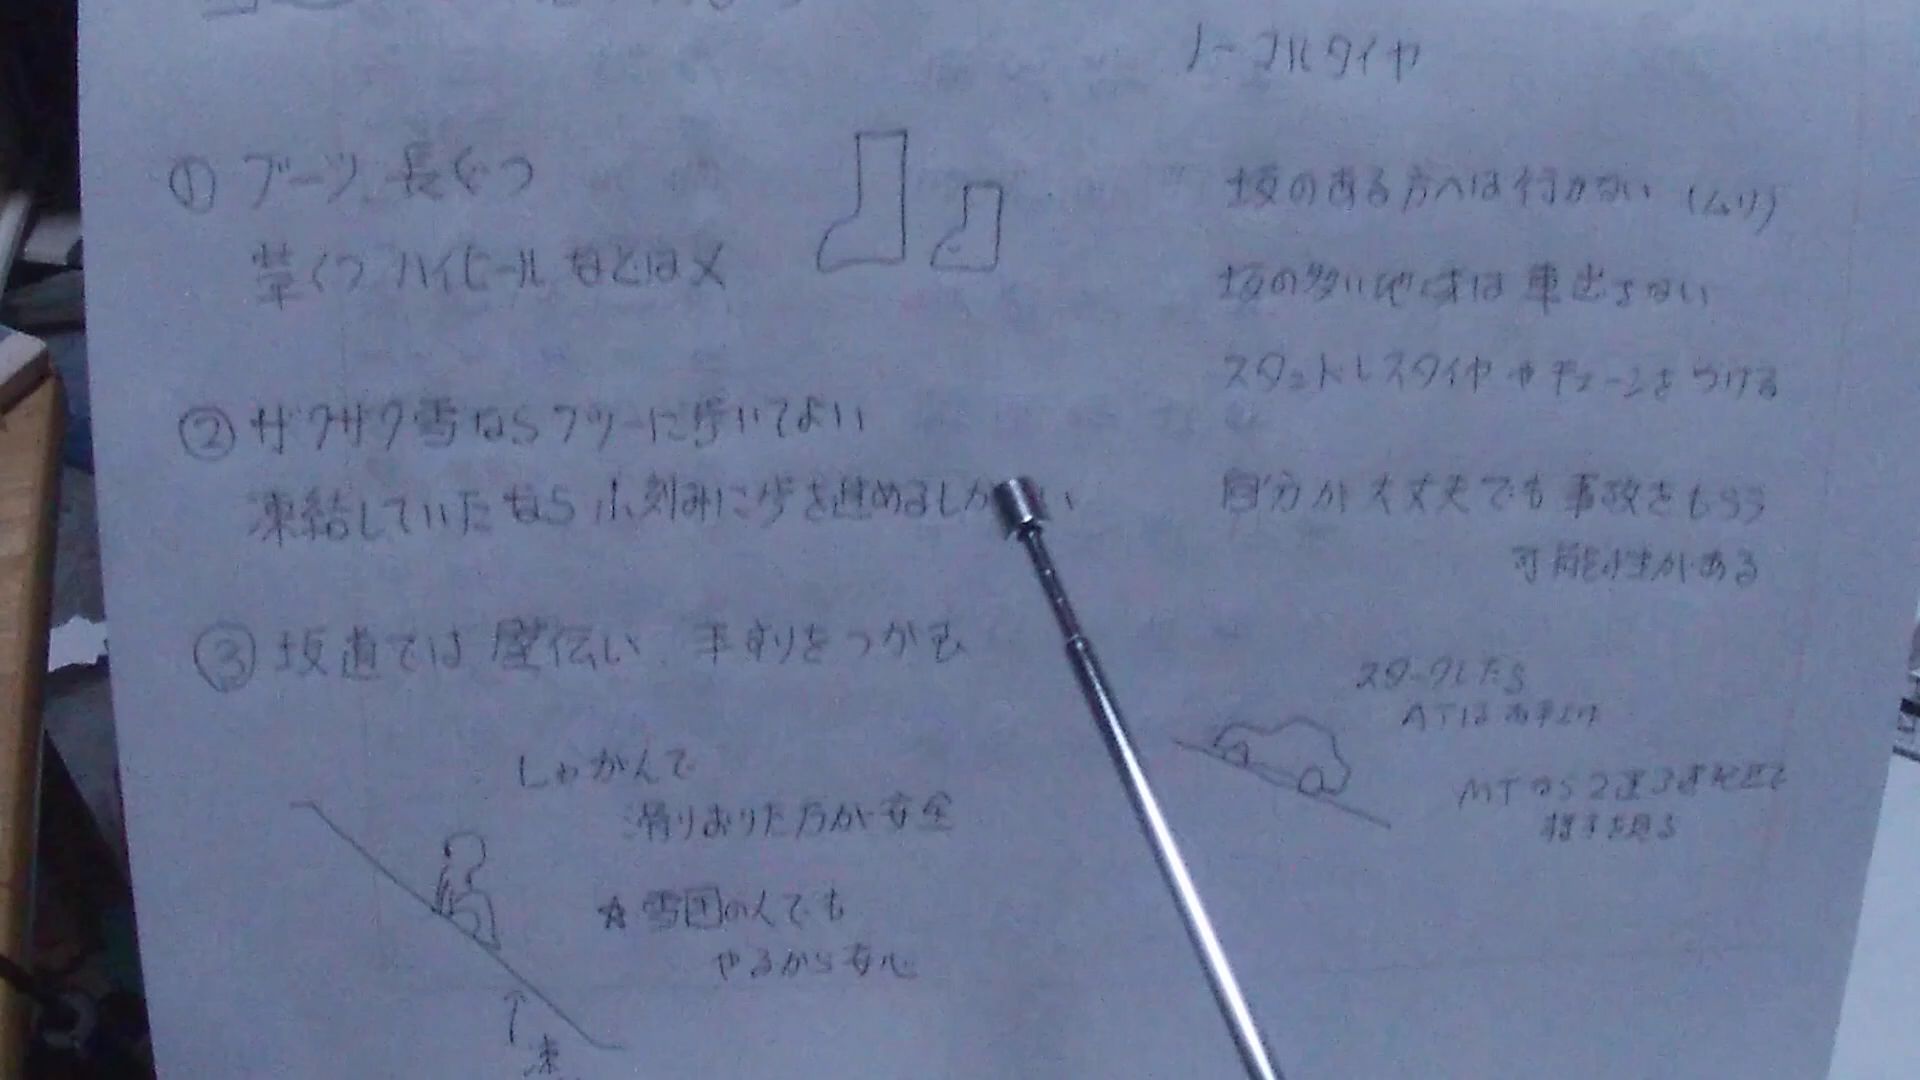 ① ブーツ、長ぐつ
革ぐつ ハイヒールなどは×
② ザクザク雪ならフツーに歩いてよい
凍結していたなら小刻みに歩を進めるしか い
③ 坂道では壁伝い、手すりをつかむ
しゃがんで
滑りおりた方が安全
☆雪国の人でも
やるから安心
↑
凍
ノーマルタイヤ
坂のある方へは行かない (ムリ)
坂の多い地域は車出さない
スタットレスタイヤやチェーンをつける
自分が大丈夫でも事故をもらう
可能性がある
スタックしたら
ATはお手上げ
MTなら2速3速
様子を見る